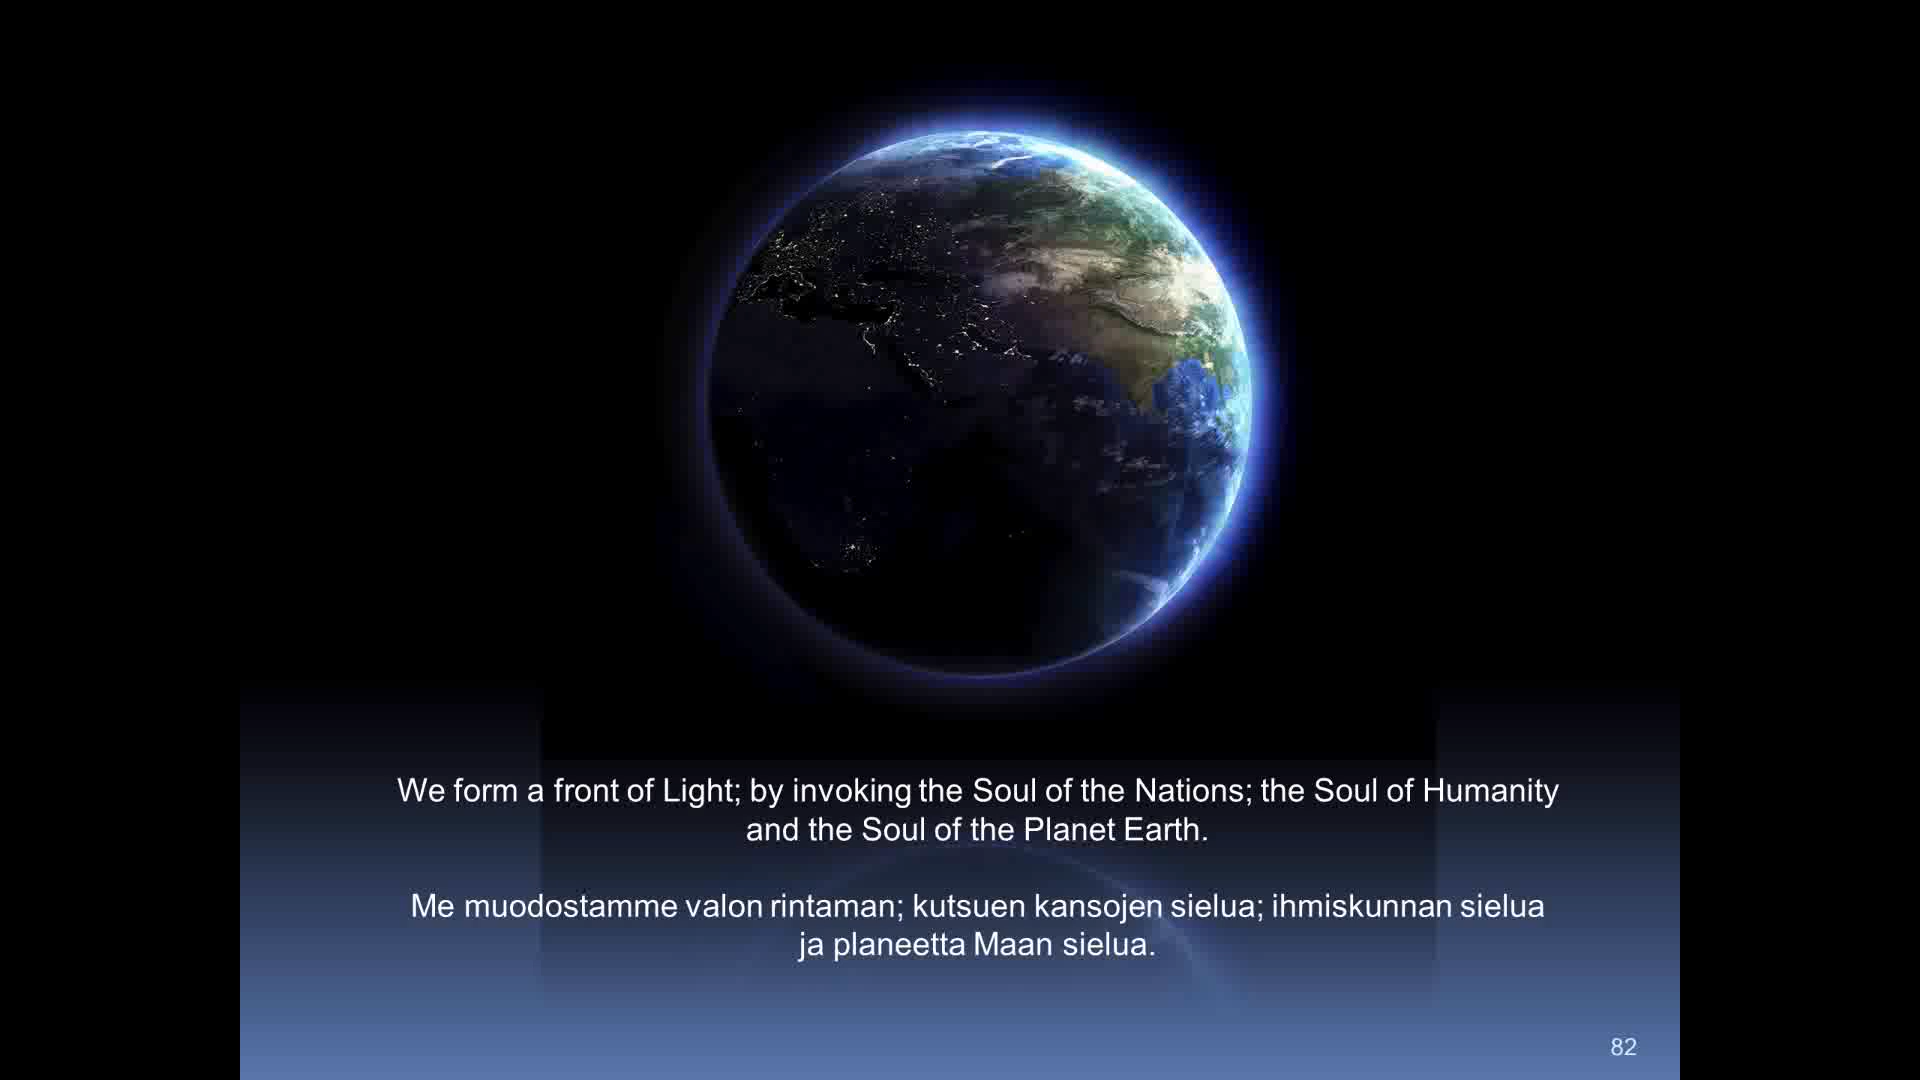 We form a front of Light; by invoking the Soul of the Nations; the Soul of Humanity
and the Soul of the Planet Earth.
Me muodostamme valon rintaman; kutsuen kansojen sielua; ihmiskunnan sielua
ja planeetta Maan sielua.
82